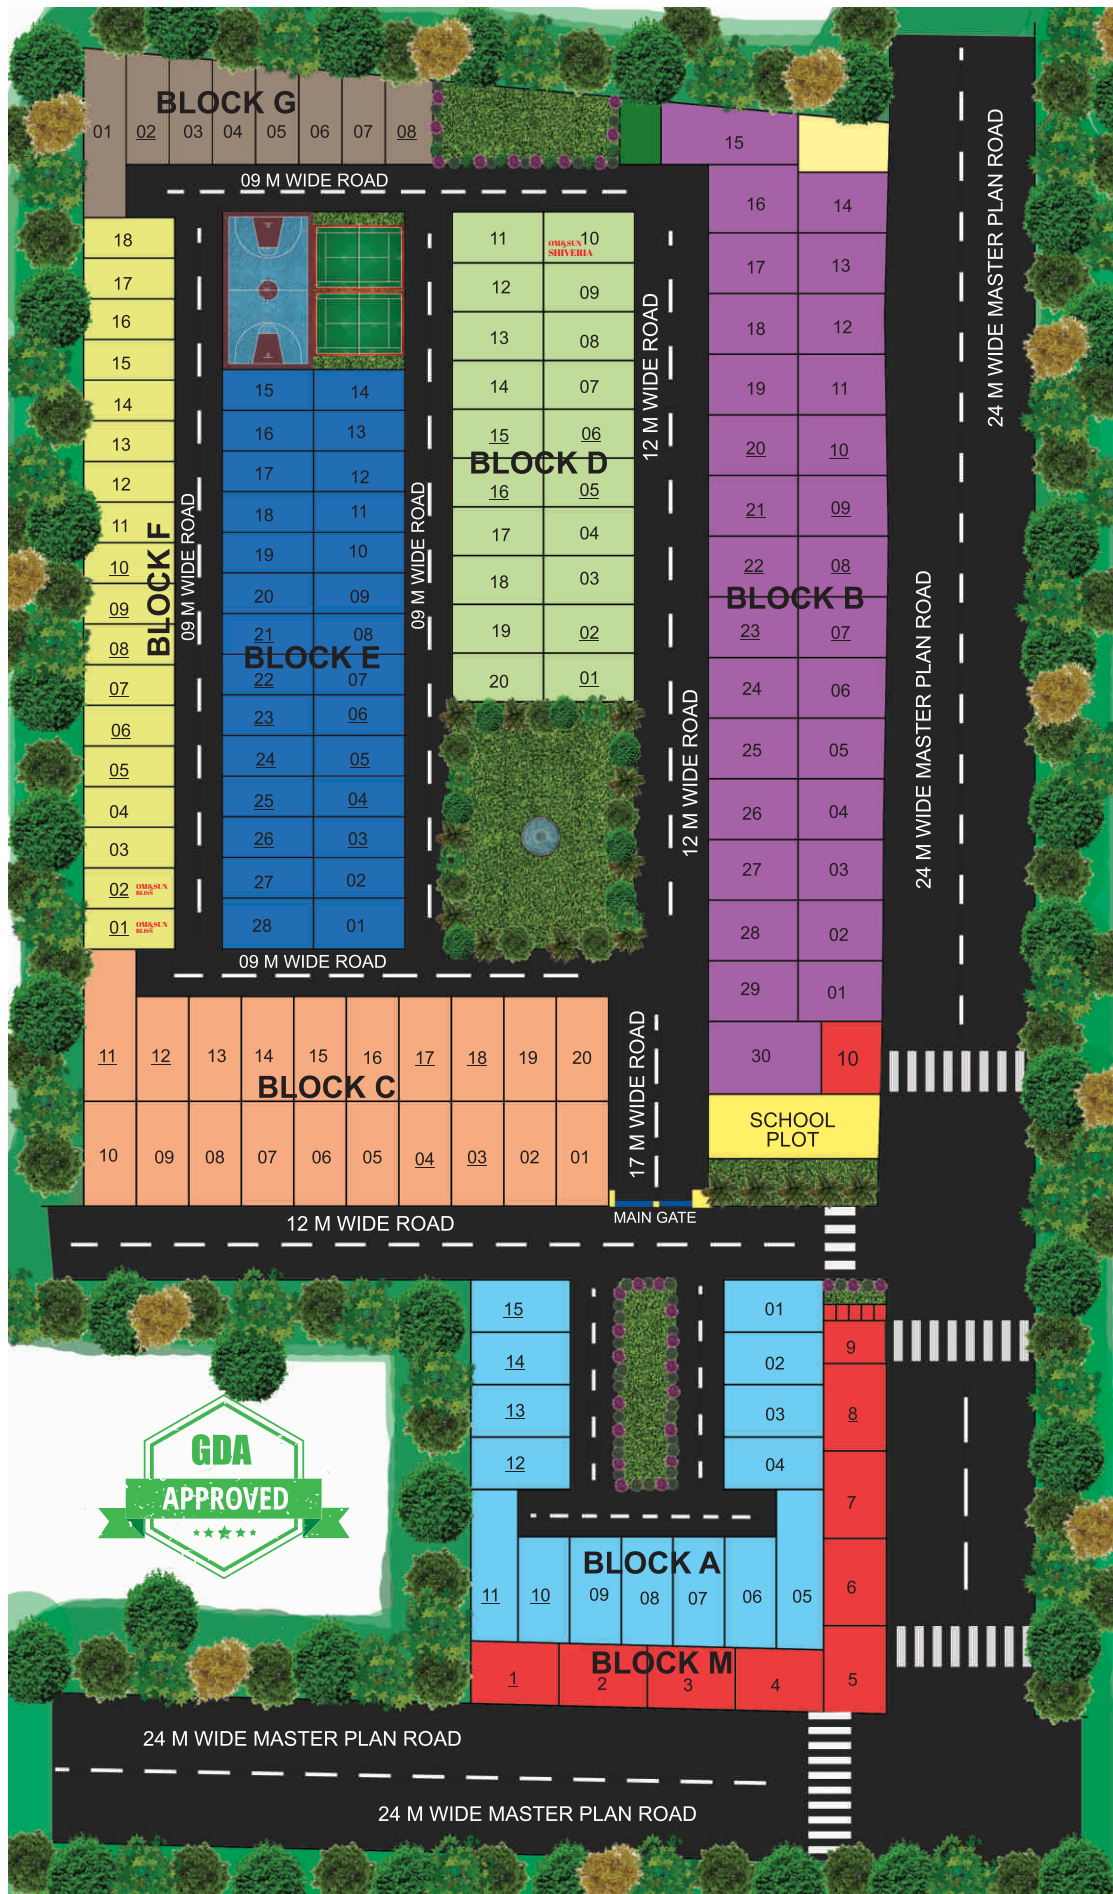 BLOCK G
01 02 03 04 05 06 07 08
09 M WIDE ROAD
18
17
16
15
14
13
12
11
10
09
08
07
06
05
04
03
02 OM&SUN
BLISS
01 OM&SUN
BLISS
BLOCK F
09 M WIDE ROAD
15 14
16 13
17 12
18 11
19 10
20 09
21 08
BLOCK E
22 07
23 06
24 05
25 04
26 03
27 02
28 01
09 M WIDE ROAD
11 10
OM&SUN
SHIVERIA
12 09
13 08
14 07
15 06
BLOCK D
16 05
17 04
18 03
19 02
20 01
12 M WIDE ROAD
12 M WIDE ROAD
15
16 14
17 13
18 12
19 11
20 10
21 09
22 08
BLOCK B
23 07
24 06
25 05
26 04
27 03
28 02
29 01
30 10
SCHOOL
PLOT
24 M WIDE MASTER PLAN ROAD
24 M WIDE MASTER PLAN ROAD
09 M WIDE ROAD
11 12 13 14 15 16 17 18 19 20
BLOCK C
10 09 08 07 06 05 04 03 02 01
17 M WIDE ROAD
MAIN GATE
12 M WIDE ROAD
15 01
14 02
13 03
12 04
BLOCK A
11 10 09 08 07 06 05
9
8
7
6
5
BLOCK M
1 2 3 4
GDA
APPROVED
24 M WIDE MASTER PLAN ROAD
24 M WIDE MASTER PLAN ROAD